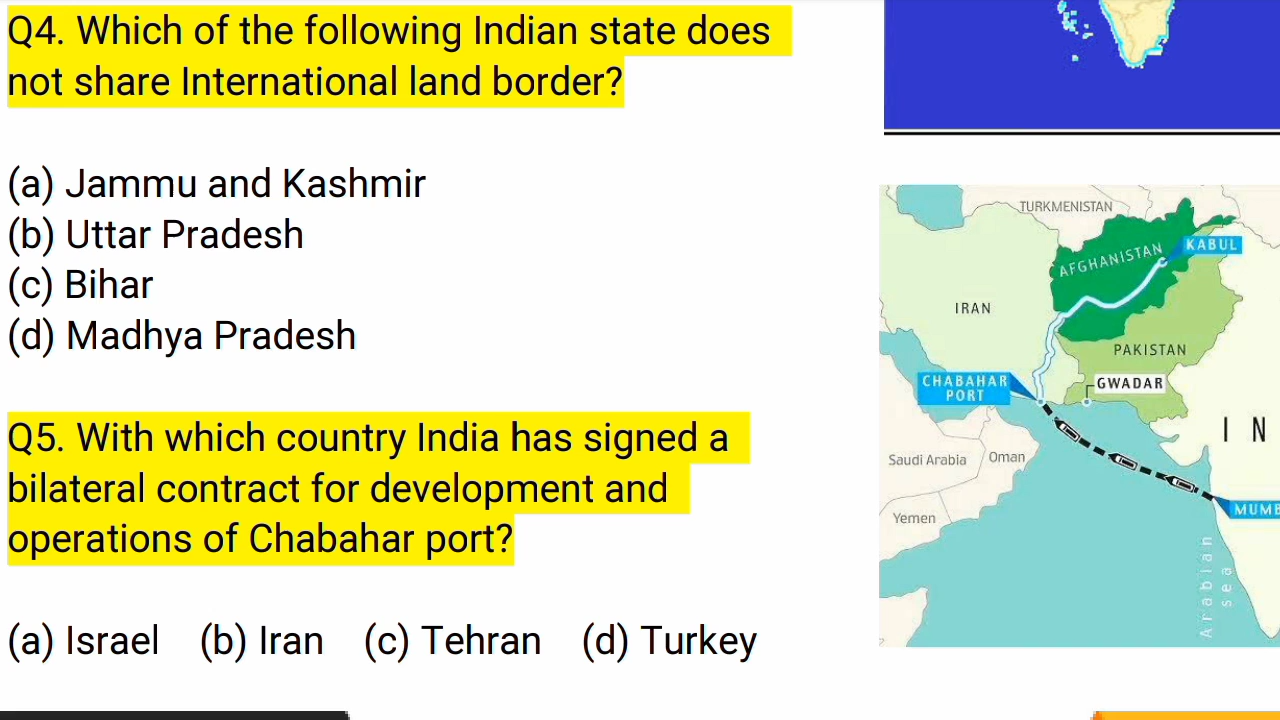 Q4. Which of the following Indian state does
not share International land border?
(a) Jammu and Kashmir
(b) Uttar Pradesh
(c) Bihar
(d) Madhya Pradesh
Q5. With which country India has signed a
bilateral contract for development and
operations of Chabahar port?
(a) Israel (b) Iran (c) Tehran (d) Turkey
TURKMENISTAN
AFGHANISTAN
KABUL
IRAN
PAKISTAN
CHABAHAR
PORT
GWADAR
I N
Saudi Arabia
Oman
Yemen
MUMB
Arabian
sea